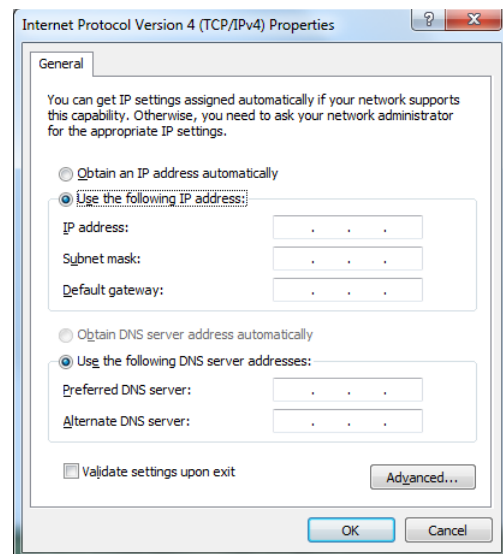 Internet Protocol Version 4 (TCP/IPv4) Properties
General
You can get IP settings assigned automatically if your network supports
this capability. Otherwise, you need to ask your network administrator
for the appropriate IP settings.
Obtain an IP address automatically
Use the following IP address:
IP address:
. . .
Subnet mask:
. . .
Default gateway:
. . .
Obtain DNS server address automatically
Use the following DNS server addresses:
Preferred DNS server:
. . .
Alternate DNS server:
. . .
Validate settings upon exit
Advanced...
OK
Cancel